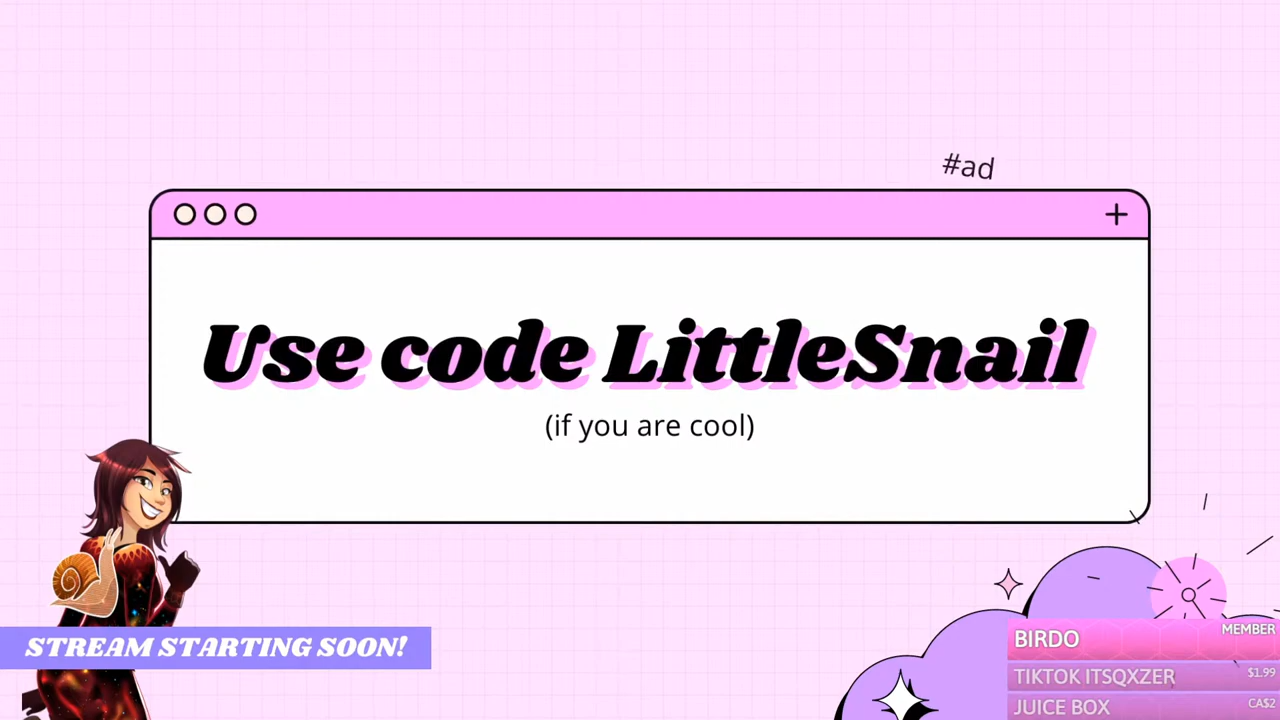 #ad
Use code LittleSnail
(if you are cool)
STREAM STARTING SOON!
BIRDO MEMBER
TIKTOK ITSQXZER $1.99
JUICE BOX CA$2